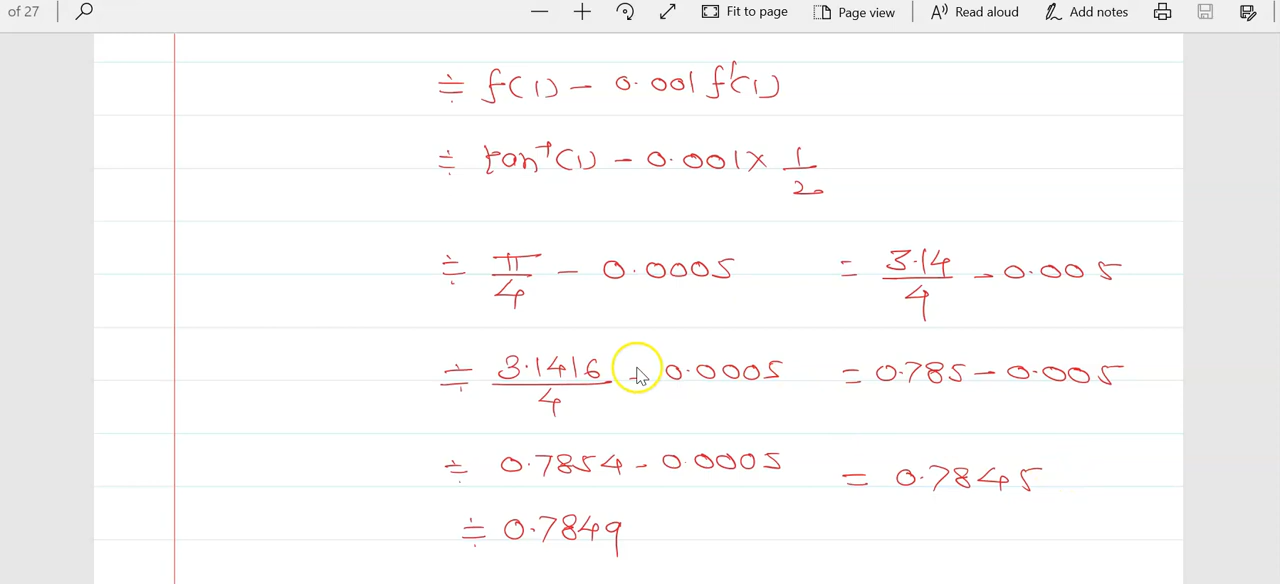 of 27 Fit to page Page view Read aloud Add notes
≑ f(1) - 0.001 f'(1)
≑ tan⁻¹(1) - 0.001 × 1/2
≑ π/4 - 0.0005 = 3.14/4 - 0.005
≑ 3.1416/4 0.0005 = 0.785 - 0.005
≑ 0.7854 - 0.0005 = 0.7845
≑ 0.7849